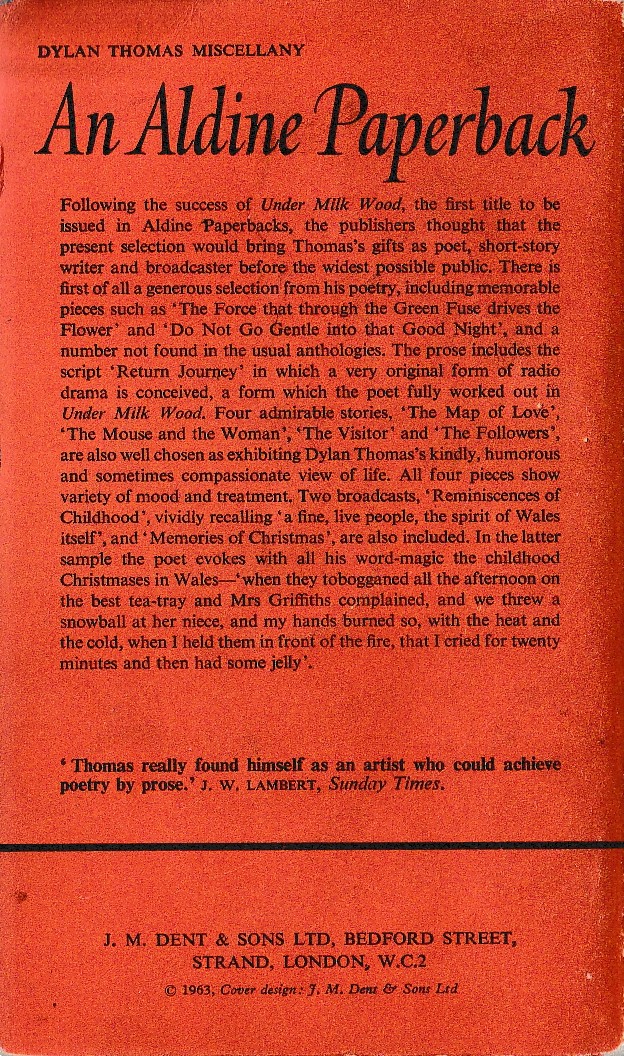 DYLAN THOMAS MISCELLANY
An Aldine Paperback
Following the success of Under Milk Wood, the first title to be
issued in Aldine Paperbacks, the publishers thought that the
present selection would bring Thomas's gifts as poet, short-story
writer and broadcaster before the widest possible public. There is
first of all a generous selection from his poetry, including memorable
pieces such as ‘The Force that through the Green Fuse drives the
Flower’ and ‘Do Not Go Gentle into that Good Night’, and a
number not found in the usual anthologies. The prose includes the
script ‘Return Journey’ in which a very original form of radio
drama is conceived, a form which the poet fully worked out in
Under Milk Wood. Four admirable stories, ‘The Map of Love’,
‘The Mouse and the Woman’, ‘The Visitor’ and ‘The Followers’,
are also well chosen as exhibiting Dylan Thomas's kindly, humorous
and sometimes compassionate view of life. All four pieces show
variety of mood and treatment. Two broadcasts, ‘Reminiscences of
Childhood’, vividly recalling ‘a fine, live people, the spirit of Wales
itself’, and ‘Memories of Christmas’, are also included. In the latter
sample the poet evokes with all his word-magic the childhood
Christmases in Wales—‘when they tobogganed all the afternoon on
the best tea-tray and Mrs Griffiths complained, and we threw a
snowball at her niece, and my hands burned so, with the heat and
the cold, when I held them in front of the fire, that I cried for twenty
minutes and then had some jelly’.
‘Thomas really found himself as an artist who could achieve
poetry by prose.’ J. W. LAMBERT, Sunday Times.
J. M. DENT & SONS LTD, BEDFORD STREET,
STRAND, LONDON, W.C.2
© 1963, Cover design: J. M. Dent & Sons Ltd